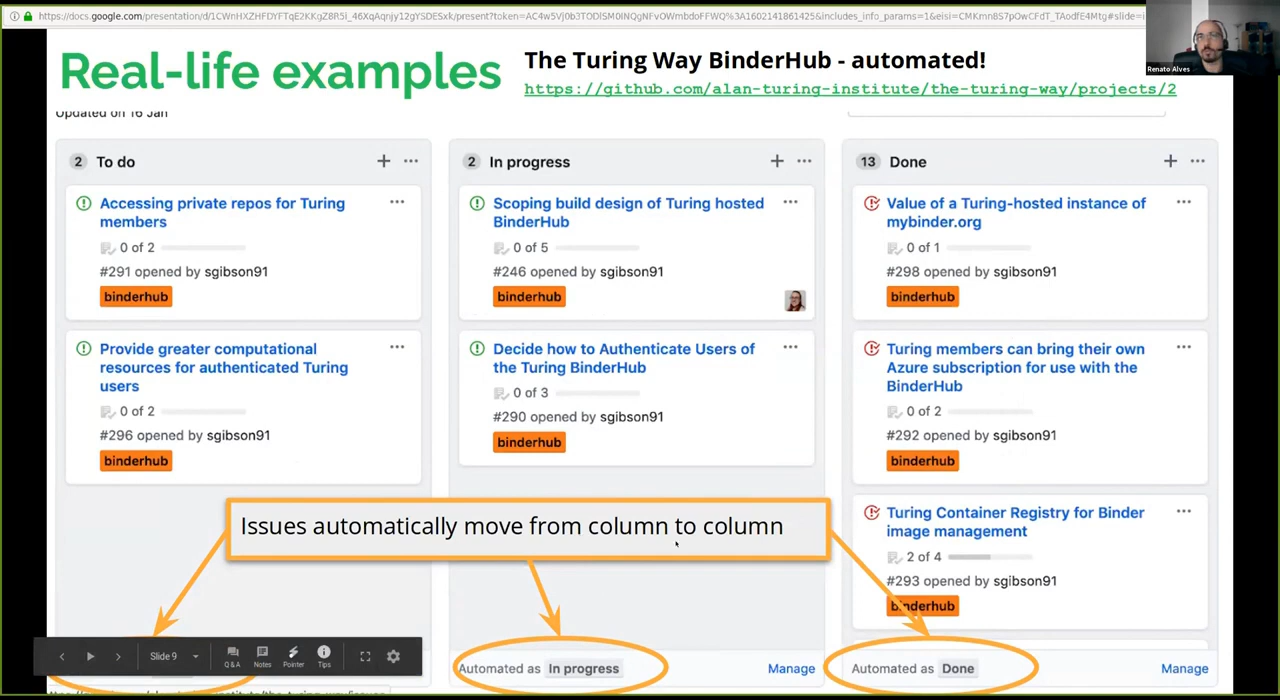 Real-life examples
The Turing Way BinderHub - automated!
https://github.com/alan-turing-institute/the-turing-way/projects/2
Renato Alves
Updated on 16 Jan
2 To do
Accessing private repos for Turing
members
0 of 2
#291 opened by sgibson91
binderhub
Provide greater computational
resources for authenticated Turing
users
0 of 2
#296 opened by sgibson91
binderhub
2 In progress
Scoping build design of Turing hosted
BinderHub
0 of 5
#246 opened by sgibson91
binderhub
Decide how to Authenticate Users of
the Turing BinderHub
0 of 3
#290 opened by sgibson91
binderhub
13 Done
Value of a Turing-hosted instance of
mybinder.org
0 of 1
#298 opened by sgibson91
binderhub
Turing members can bring their own
Azure subscription for use with the
BinderHub
0 of 2
#292 opened by sgibson91
binderhub
Turing Container Registry for Binder
image management
2 of 4
#293 opened by sgibson91
binderhub
Issues automatically move from column to column
Slide 9
Q&A
Notes
Pointer
Tips
Automated as In progress
Manage
Automated as Done
Manage